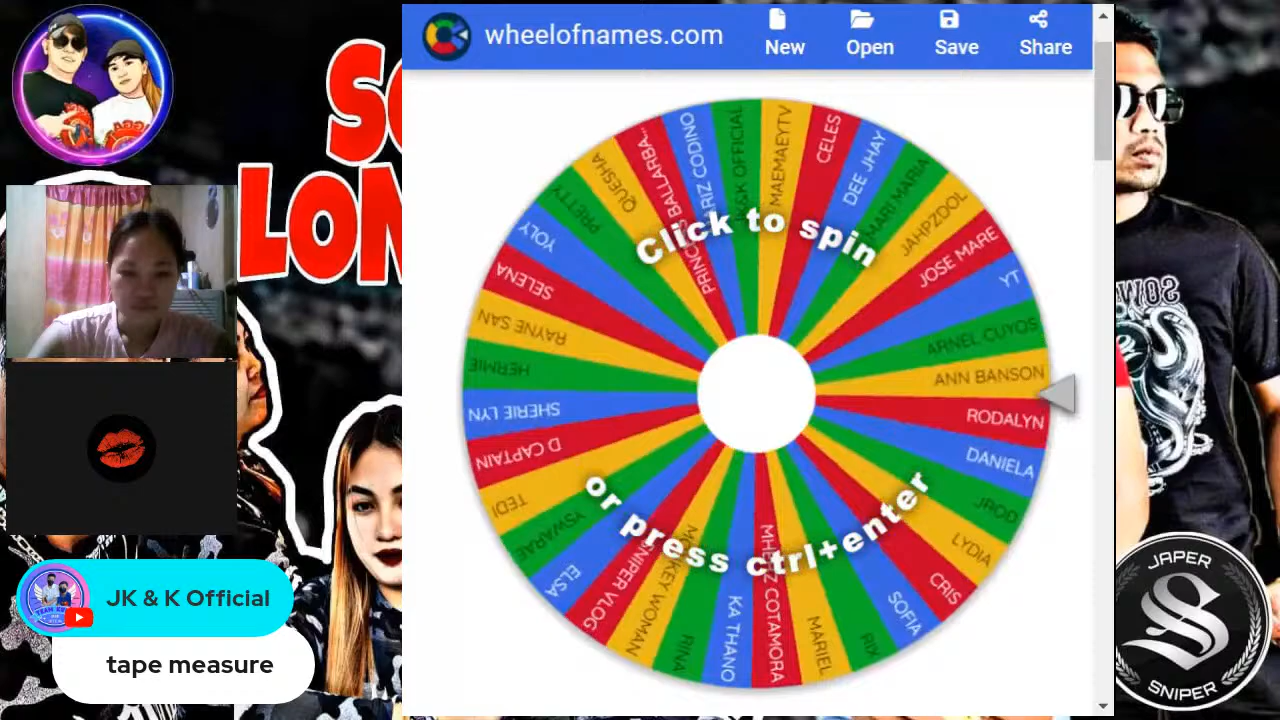 wheelofnames.com
New
Open
Save
Share
SO
LON
Click to spin
or press ctrl+enter
JK&K OFFICIAL
MAEMAEYTV
CELES
DEE JHAY
MARI MARIA
JAHPZDOL
JOSE MARE
YT
ARNEL CUYOS
ANN BANSON
RODALYN
DANIELA
JROD
LYDIA
CRIS
SOFIA
RIX
MARIEL
COTAMORA
KA THANO
RINA
WOMAN
SNIPER VLOG
ELSA
ASWARAE
TEDI
D CAPTAIN
SHERIE LYN
HERMIE
RAYNE SAN
SELENA
YOLY
PRETTY
QUESHA
BALLARBA...
RIZ CODINO
JK & K Official
tape measure
JAPER
S
SNIPER